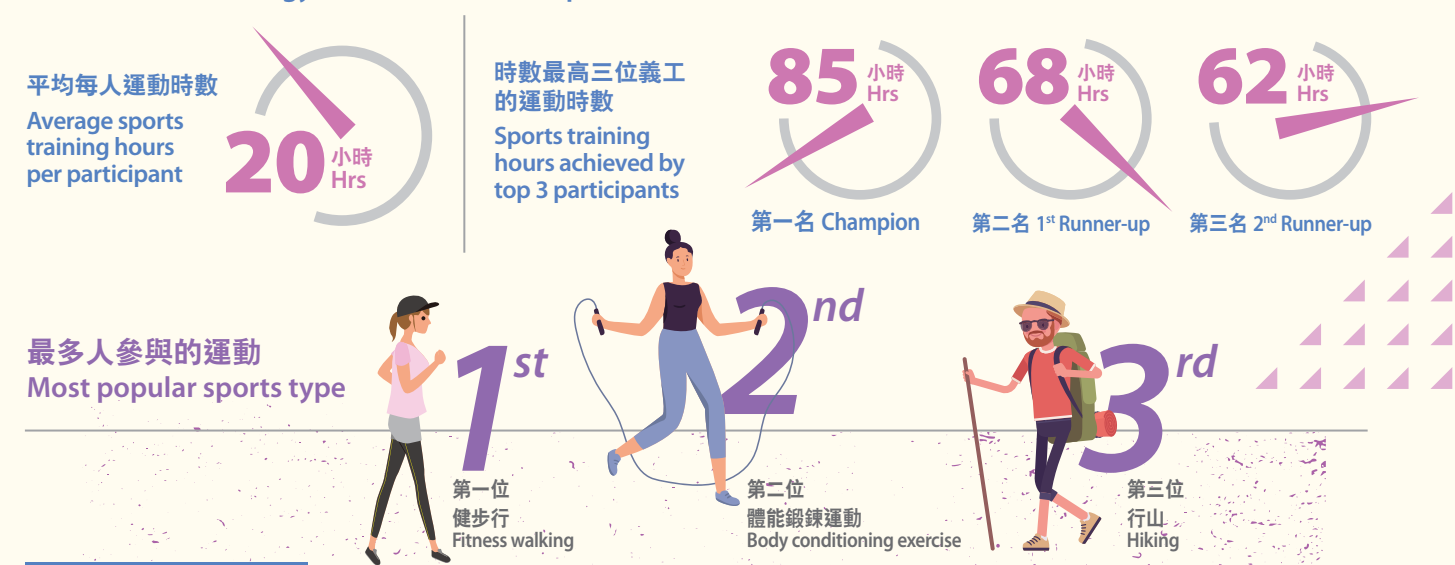 平均每人運動時數
Average sports
training hours
per participant
20 小時
Hrs
時數最高三位義工
的運動時數
Sports training
hours achieved by
top 3 participants
85 小時
Hrs
第一名 Champion
68 小時
Hrs
第二名 1st Runner-up
62 小時
Hrs
第三名 2nd Runner-up
最多人參與的運動
Most popular sports type
1st
第一位
健步行
Fitness walking
2nd
第二位
體能鍛鍊運動
Body conditioning exercise
3rd
第三位
行山
Hiking